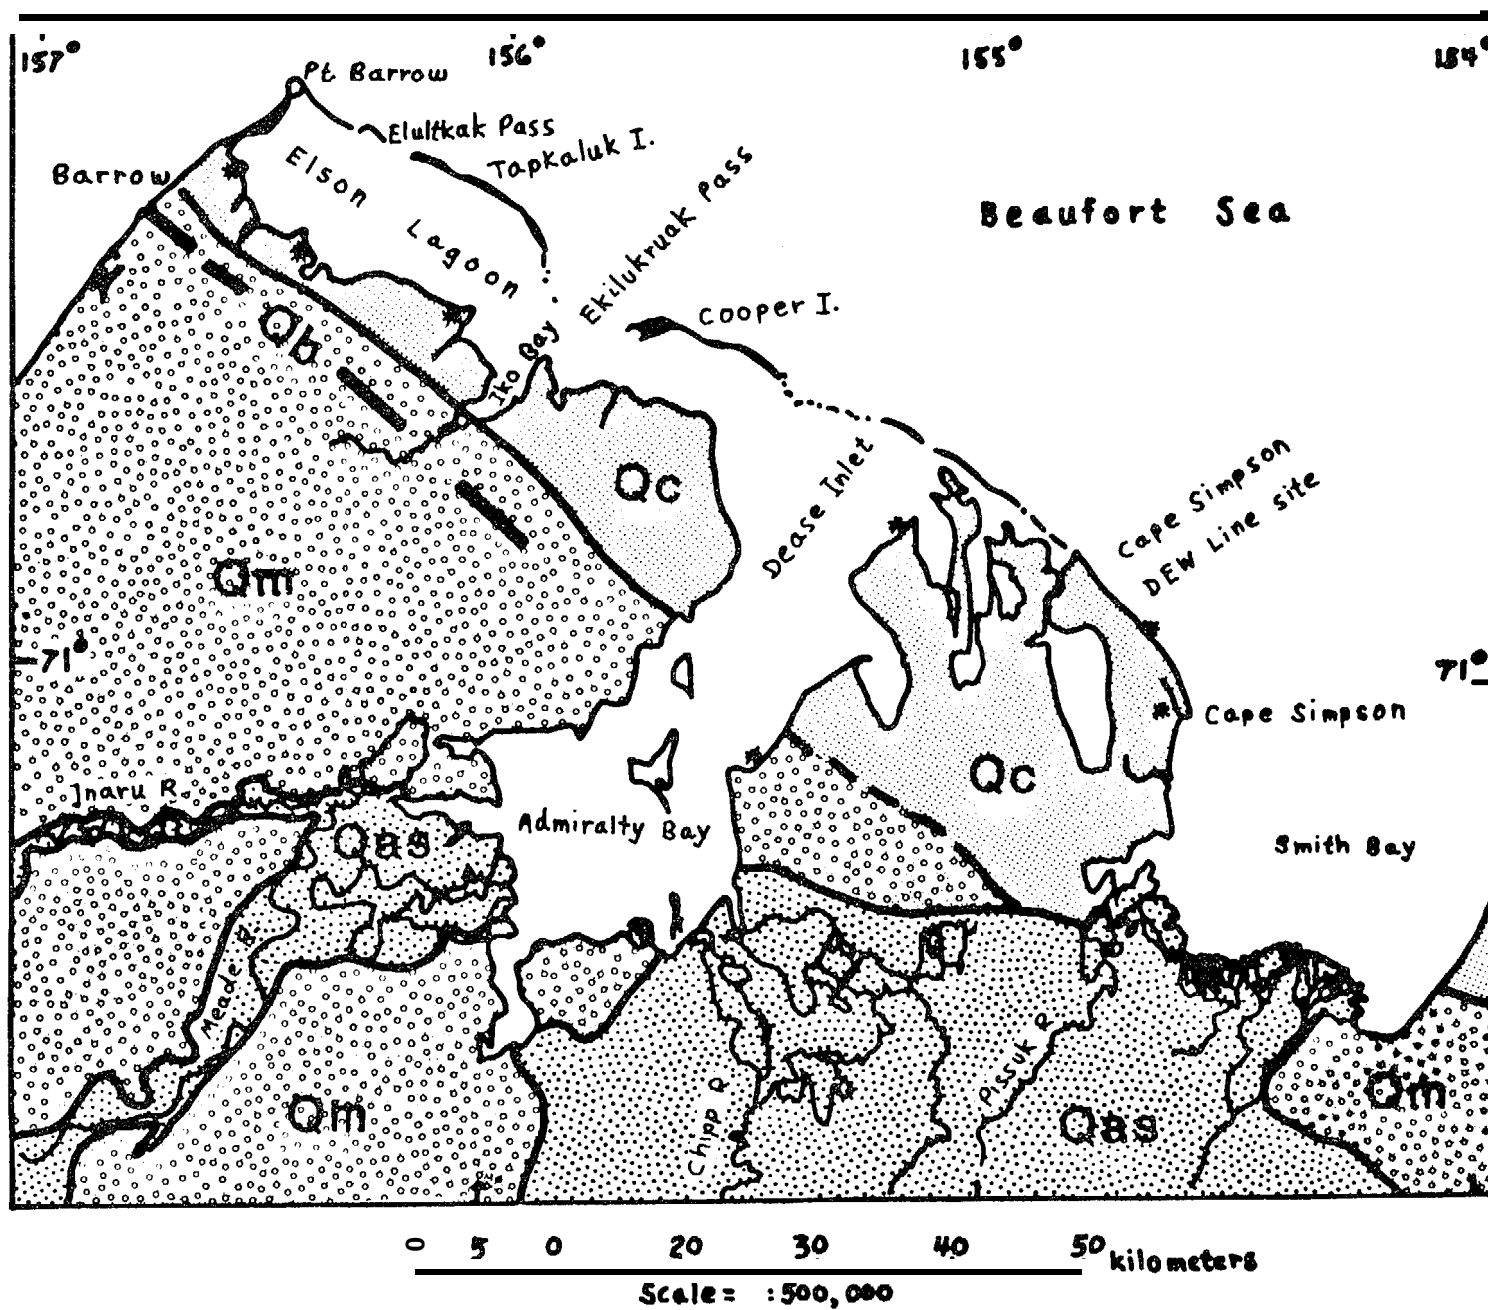 157°
156°
155°
154°
Pt. Barrow
Elultkak Pass
Tapkaluk I.
Barrow
Elson Lagoon
Ekilukruak Pass
Beaufort Sea
Cooper I.
Iko Bay
Qb
Qc
Dease Inlet
Cape Simpson
DEW Line site
Qm
71°
71°
Cape Simpson
Qc
Inaru R.
Admiralty Bay
Qas
Smith Bay
Meade R.
Pissuk R
Chipp R
Qm
Qas
Qm
0 5 0 20 30 40 50 kilometers
Scale= :500,000